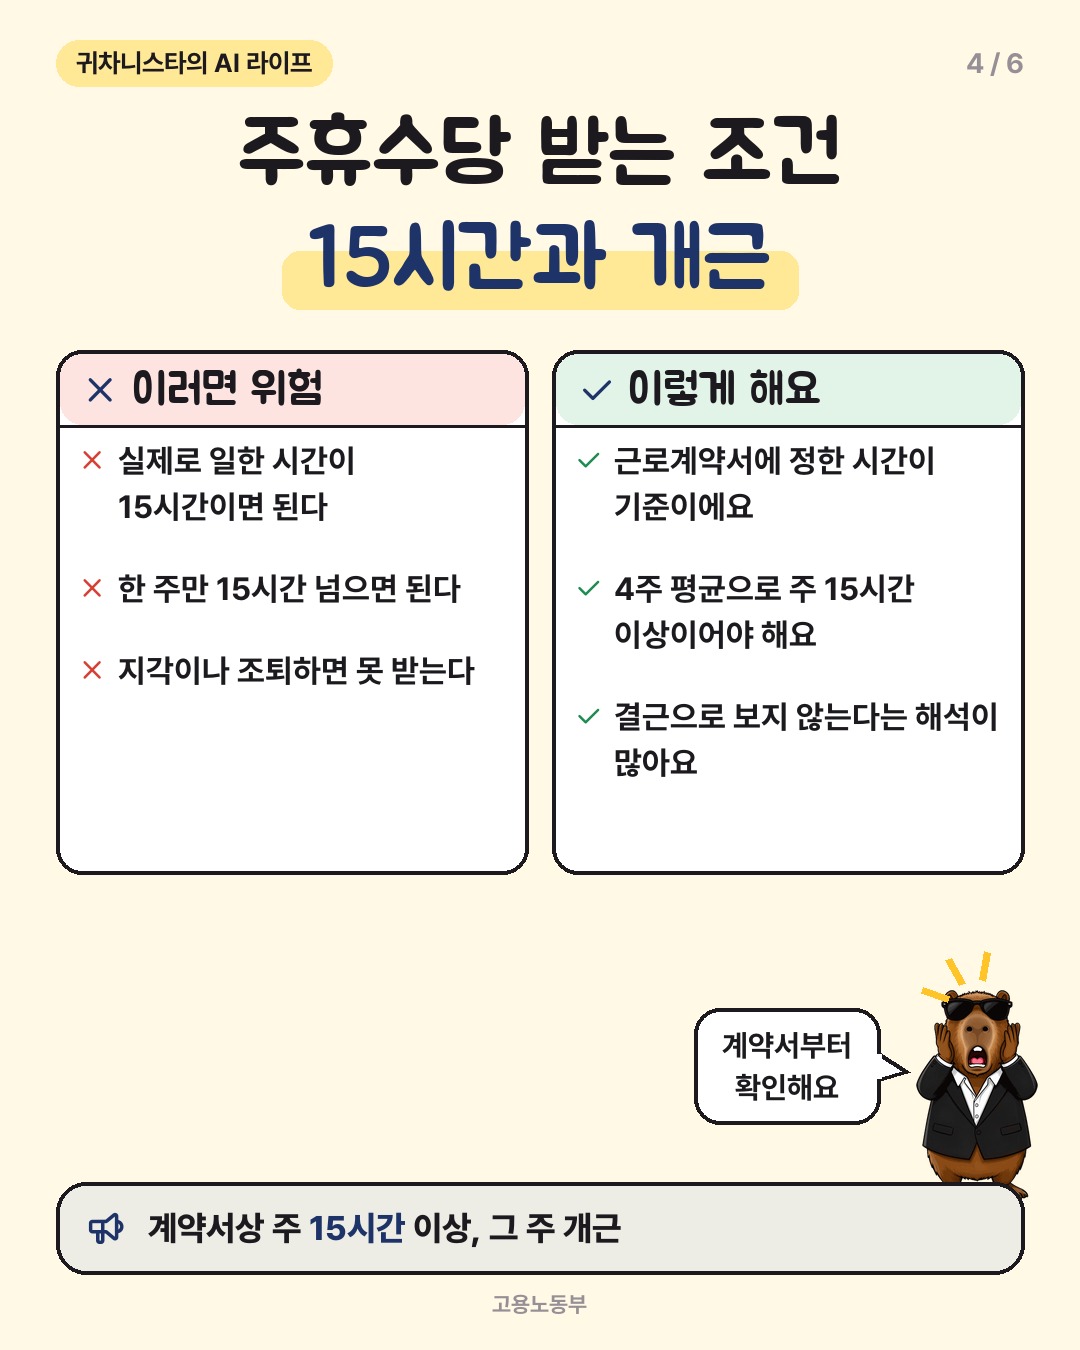 귀차니스타의 AI 라이프
4 / 6
주휴수당 받는 조건
15시간과 개근
이러면 위험
실제로 일한 시간이
15시간이면 된다
한 주만 15시간 넘으면 된다
지각이나 조퇴하면 못 받는다
이렇게 해요
근로계약서에 정한 시간이
기준이에요
4주 평균으로 주 15시간
이상이어야 해요
결근으로 보지 않는다는 해석이
많아요
계약서부터
확인해요
계약서상 주 15시간 이상, 그 주 개근
고용노동부